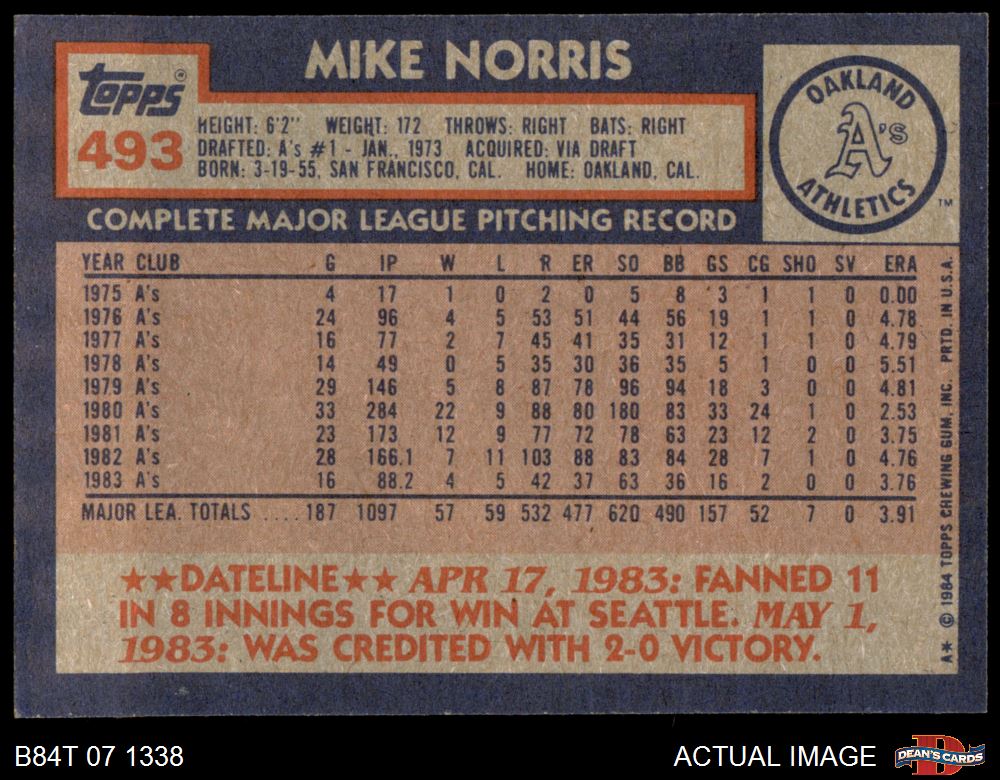 MIKE NORRIS
Topps®
493
HEIGHT: 6'2" WEIGHT: 172 THROWS: RIGHT BATS: RIGHT
DRAFTED: A's #1 - JAN., 1973 ACQUIRED: VIA DRAFT
BORN: 3-19-55, SAN FRANCISCO, CAL. HOME: OAKLAND, CAL.
OAKLAND
A's
ATHLETICS
™
COMPLETE MAJOR LEAGUE PITCHING RECORD
YEAR CLUB G IP W L R ER SO BB GS CG SHO SV ERA
1975 A's 4 17 1 0 2 0 5 8 3 1 1 0 0.00
1976 A's 24 96 4 5 53 51 44 56 19 1 1 0 4.78
1977 A's 16 77 2 7 45 41 35 31 12 1 1 0 4.79
1978 A's 14 49 0 5 35 30 36 35 5 1 0 0 5.51
1979 A's 29 146 5 8 87 78 96 94 18 3 0 0 4.81
1980 A's 33 284 22 9 88 80 180 83 33 24 1 0 2.53
1981 A's 23 173 12 9 77 72 78 63 23 12 2 0 3.75
1982 A's 28 166.1 7 11 103 88 83 84 28 7 1 0 4.76
1983 A's 16 88.2 4 5 42 37 63 36 16 2 0 0 3.76
MAJOR LEA. TOTALS ....187 1097 57 59 532 477 620 490 157 52 7 0 3.91
★★DATELINE★★ APR 17, 1983: FANNED 11
IN 8 INNINGS FOR WIN AT SEATTLE. MAY 1,
1983: WAS CREDITED WITH 2-0 VICTORY.
A* © 1984 TOPPS CHEWING GUM, INC. PRTD. IN U.S.A.
B84T 07 1338
ACTUAL IMAGE
D
DEAN'S CARDS